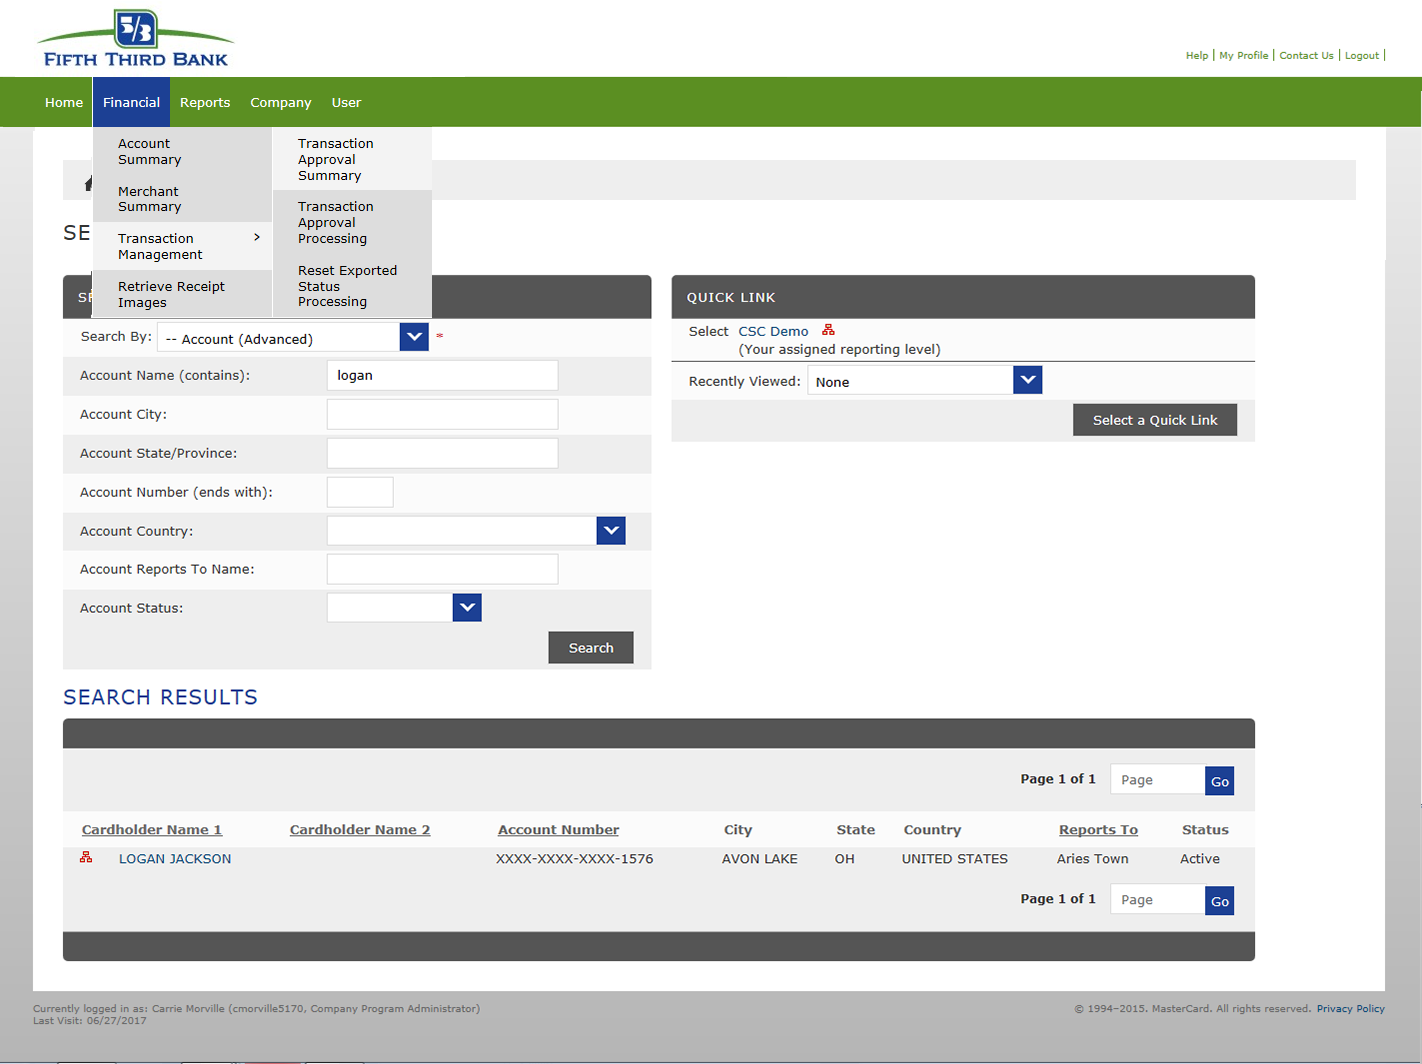 5/3
FIFTH THIRD BANK
Help | My Profile | Contact Us | Logout |
Home Financial Reports Company User
Account
Summary
Merchant
Summary
Transaction >
Management
Retrieve Receipt
Images
Transaction
Approval
Summary
Transaction
Approval
Processing
Reset Exported
Status
Processing
SE
SE
Search By: -- Account (Advanced) *
Account Name (contains): logan
Account City:
Account State/Province:
Account Number (ends with):
Account Country:
Account Reports To Name:
Account Status:
Search
QUICK LINK
Select CSC Demo
(Your assigned reporting level)
Recently Viewed: None
Select a Quick Link
SEARCH RESULTS
Page 1 of 1 Page Go
Cardholder Name 1 Cardholder Name 2 Account Number City State Country Reports To Status
LOGAN JACKSON XXXX-XXXX-XXXX-1576 AVON LAKE OH UNITED STATES Aries Town Active
Page 1 of 1 Page Go
Currently logged in as: Carrie Morville (cmorville5170, Company Program Administrator)
Last Visit: 06/27/2017
© 1994-2015. MasterCard. All rights reserved. Privacy Policy